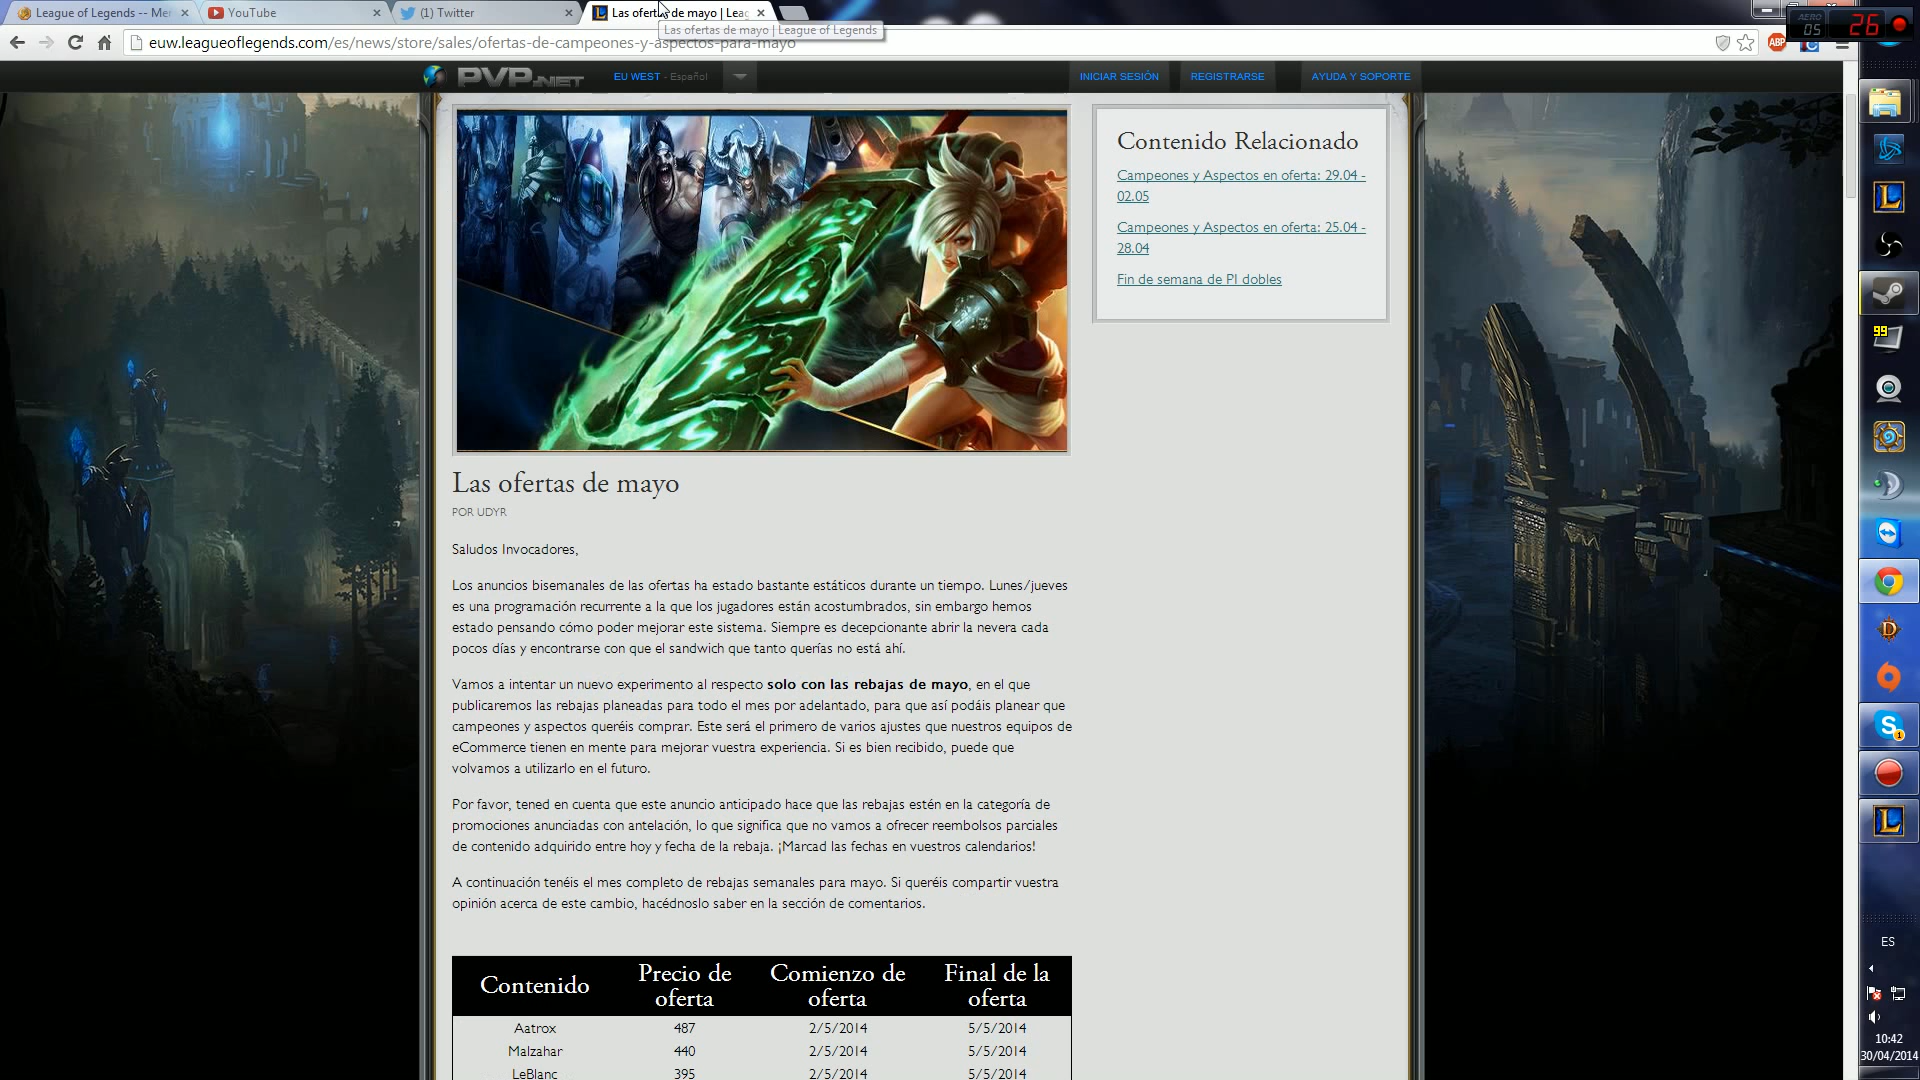 League of Legends -- Mer
YouTube
(1) Twitter
Las ofertas de mayo | Lea
AERO
05
26
Las ofertas de mayo | League of Legends
euw.leagueoflegends.com/es/news/store/sales/ofertas-de-campeones-y-aspectos-para-mayo
ABP
PVP.NET
EU WEST - Español
INICIAR SESIÓN
REGISTRARSE
AYUDA Y SOPORTE
Contenido Relacionado
Campeones y Aspectos en oferta: 29.04 -
02.05
Campeones y Aspectos en oferta: 25.04 -
28.04
Fin de semana de PI dobles
Las ofertas de mayo
POR UDYR
Saludos Invocadores,
Los anuncios bisemanales de las ofertas ha estado bastante estáticos durante un tiempo. Lunes/jueves
es una programación recurrente a la que los jugadores están acostumbrados, sin embargo hemos
estado pensando cómo poder mejorar este sistema. Siempre es decepcionante abrir la nevera cada
pocos días y encontrarse con que el sandwich que tanto querías no está ahí.
Vamos a intentar un nuevo experimento al respecto solo con las rebajas de mayo, en el que
publicaremos las rebajas planeadas para todo el mes por adelantado, para que así podáis planear que
campeones y aspectos queréis comprar. Este será el primero de varios ajustes que nuestros equipos de
eCommerce tienen en mente para mejorar vuestra experiencia. Si es bien recibido, puede que
volvamos a utilizarlo en el futuro.
Por favor, tened en cuenta que este anuncio anticipado hace que las rebajas estén en la categoría de
promociones anunciadas con antelación, lo que significa que no vamos a ofrecer reembolsos parciales
de contenido adquirido entre hoy y fecha de la rebaja. ¡Marcad las fechas en vuestros calendarios!
A continuación tenéis el mes completo de rebajas semanales para mayo. Si queréis compartir vuestra
opinión acerca de este cambio, hacédnoslo saber en la sección de comentarios.
Contenido Precio de oferta Comienzo de oferta Final de la oferta
Aatrox 487 2/5/2014 5/5/2014
Malzahar 440 2/5/2014 5/5/2014
LeBlanc 395 2/5/2014 5/5/2014
L
99
D
S
1
L
ES
10:42
30/04/2014